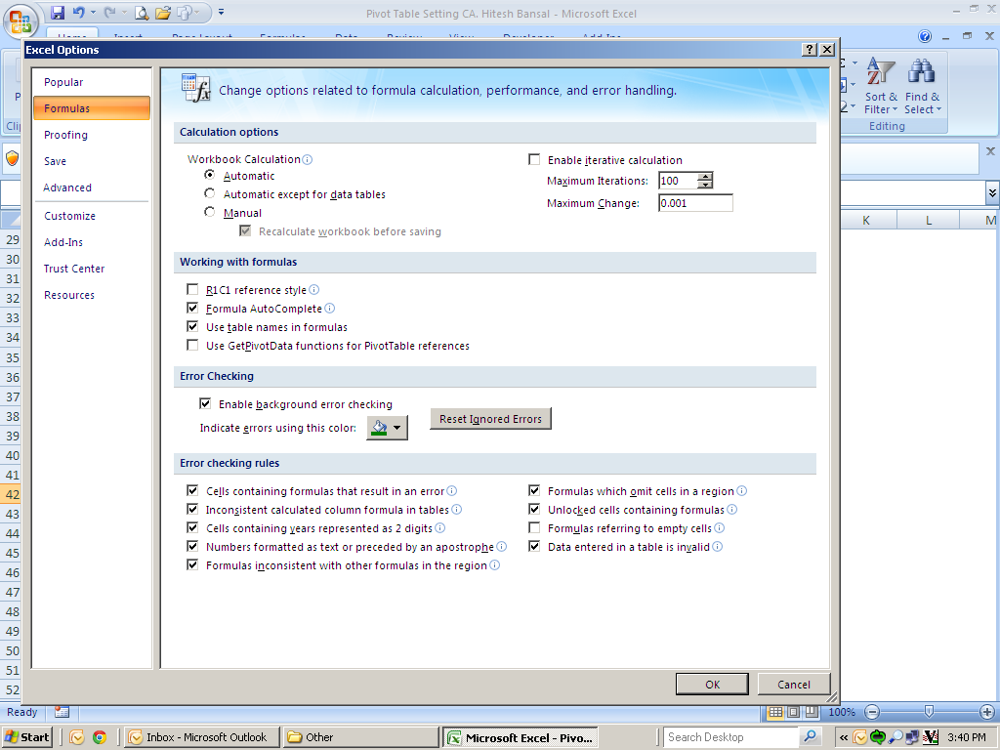 Pivot Table Setting CA. Hitesh Bansal - Microsoft Excel
Excel Options
Popular
Formulas
Proofing
Save
Advanced
Customize
Add-Ins
Trust Center
Resources
Change options related to formula calculation, performance, and error handling.
Calculation options
Workbook Calculation
Automatic
Automatic except for data tables
Manual
Recalculate workbook before saving
Enable iterative calculation
Maximum Iterations: 100
Maximum Change: 0.001
Working with formulas
R1C1 reference style
Formula AutoComplete
Use table names in formulas
Use GetPivotData functions for PivotTable references
Error Checking
Enable background error checking
Indicate errors using this color:
Reset Ignored Errors
Error checking rules
Cells containing formulas that result in an error
Inconsistent calculated column formula in tables
Cells containing years represented as 2 digits
Numbers formatted as text or preceded by an apostrophe
Formulas inconsistent with other formulas in the region
Formulas which omit cells in a region
Unlocked cells containing formulas
Formulas referring to empty cells
Data entered in a table is invalid
OK
Cancel
Sort & Filter
Find & Select
Editing
K L M
29
30
31
32
33
34
35
36
37
38
39
40
41
42
43
44
45
46
47
48
49
50
51
52
Ready
100%
Start
Inbox - Microsoft Outlook
Other
Microsoft Excel - Pivo...
Search Desktop
3:40 PM